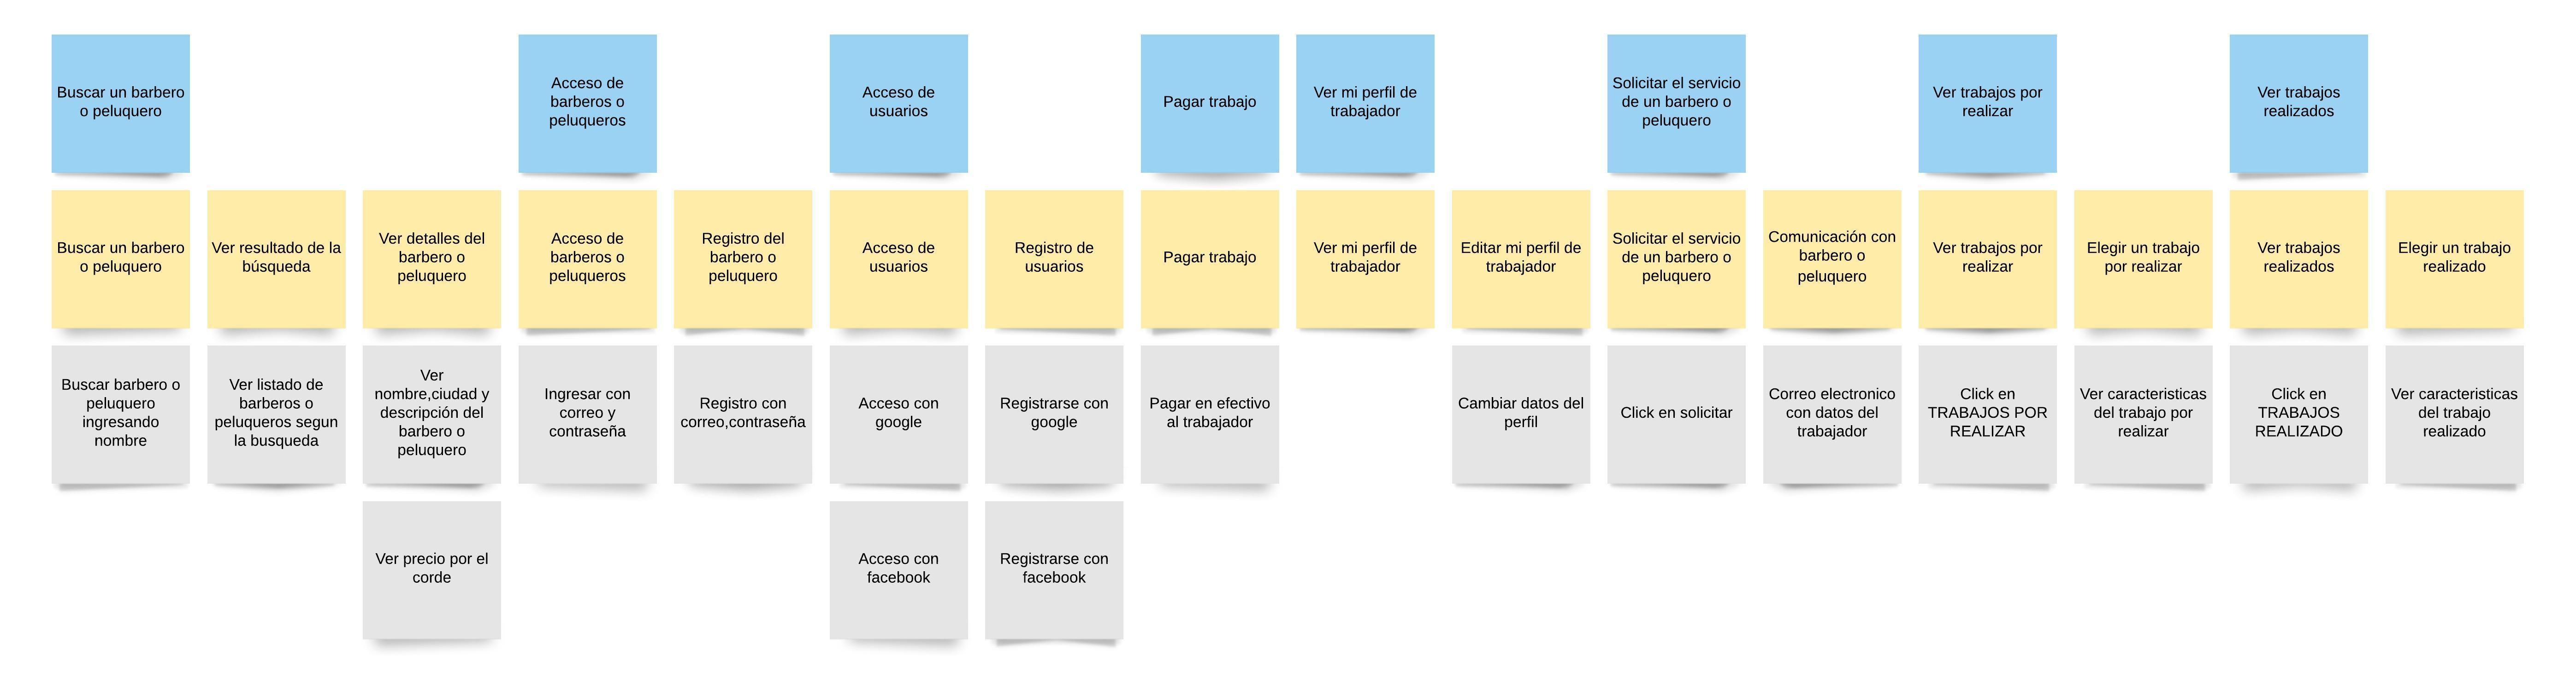 Buscar un barbero
o peluquero
Acceso de
barberos o
peluqueros
Acceso de
usuarios
Pagar trabajo
Ver mi perfil de
trabajador
Solicitar el servicio
de un barbero o
peluquero
Ver trabajos por
realizar
Ver trabajos
realizados
Buscar un barbero
o peluquero
Ver resultado de la
búsqueda
Ver detalles del
barbero o
peluquero
Acceso de
barberos o
peluqueros
Registro del
barbero o
peluquero
Acceso de
usuarios
Registro de
usuarios
Pagar trabajo
Ver mi perfil de
trabajador
Editar mi perfil de
trabajador
Solicitar el servicio
de un barbero o
peluquero
Comunicación con
barbero o
peluquero
Ver trabajos por
realizar
Elegir un trabajo
por realizar
Ver trabajos
realizados
Elegir un trabajo
realizado
Buscar barbero o
peluquero
ingresando
nombre
Ver listado de
barberos o
peluqueros segun
la busqueda
Ver
nombre,ciudad y
descripción del
barbero o
peluquero
Ingresar con
correo y
contraseña
Registro con
correo,contraseña
Acceso con
google
Registrarse con
google
Pagar en efectivo
al trabajador
Cambiar datos del
perfil
Click en solicitar
Correo electronico
con datos del
trabajador
Click en
TRABAJOS POR
REALIZAR
Ver caracteristicas
del trabajo por
realizar
Click en
TRABAJOS
REALIZADO
Ver caracteristicas
del trabajo
realizado
Ver precio por el
corde
Acceso con
facebook
Registrarse con
facebook